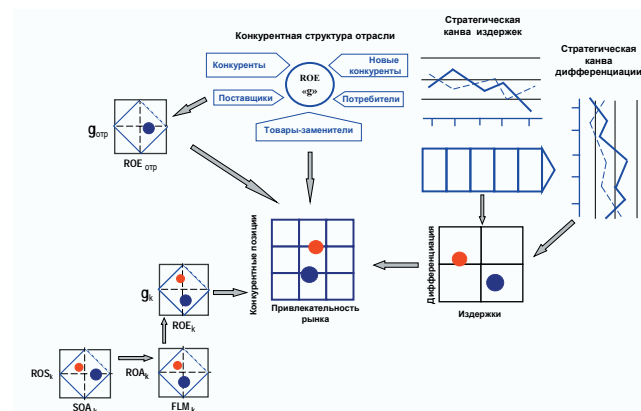 Стратегическая
канва издержек
Конкурентная структура отрасли
Стратегическая
канва
дифференциации
Конкуренты
Новые
конкуренты
ROE
«g»
Поставщики
Потребители
Товары-заменители
gотр
ROE отр
Конкурентные позиции
Привлекательность
рынка
Дифференциация
Издержки
gk
ROEk
ROSk
SOAk
ROAk
FLMk